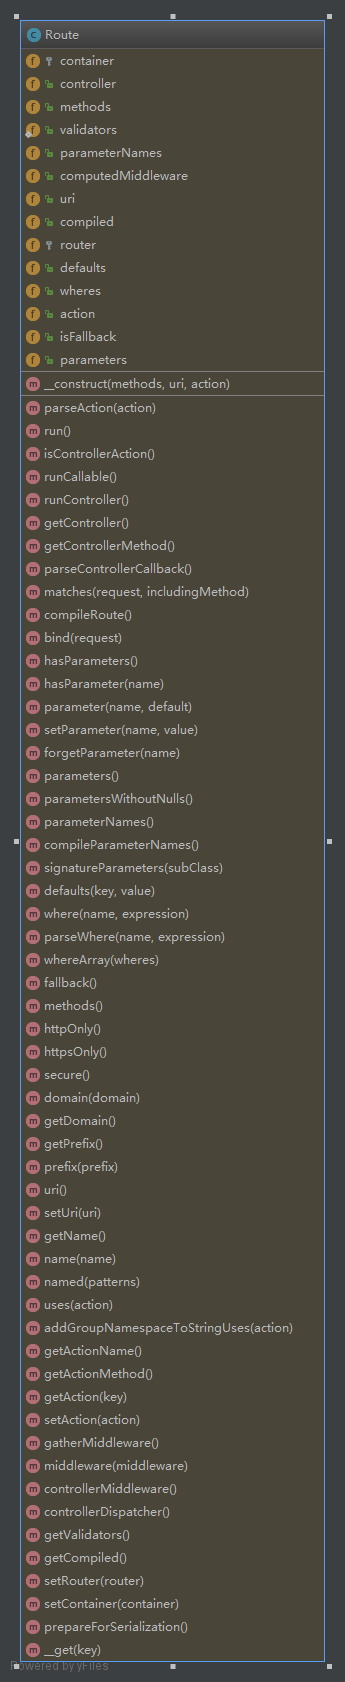 Route
container
controller
methods
validators
parameterNames
computedMiddleware
uri
compiled
router
defaults
wheres
action
isFallback
parameters
__construct(methods, uri, action)
parseAction(action)
run()
isControllerAction()
runCallable()
runController()
getController()
getControllerMethod()
parseControllerCallback()
matches(request, includingMethod)
compileRoute()
bind(request)
hasParameters()
hasParameter(name)
parameter(name, default)
setParameter(name, value)
forgetParameter(name)
parameters()
parametersWithoutNulls()
parameterNames()
compileParameterNames()
signatureParameters(subClass)
defaults(key, value)
where(name, expression)
parseWhere(name, expression)
whereArray(wheres)
fallback()
methods()
httpOnly()
httpsOnly()
secure()
domain(domain)
getDomain()
getPrefix()
prefix(prefix)
uri()
setUri(uri)
getName()
name(name)
named(patterns)
uses(action)
addGroupNamespaceToStringUses(action)
getActionName()
getActionMethod()
getAction(key)
setAction(action)
gatherMiddleware()
middleware(middleware)
controllerMiddleware()
controllerDispatcher()
getValidators()
getCompiled()
setRouter(router)
setContainer(container)
prepareForSerialization()
__get(key)
Powered by yFiles